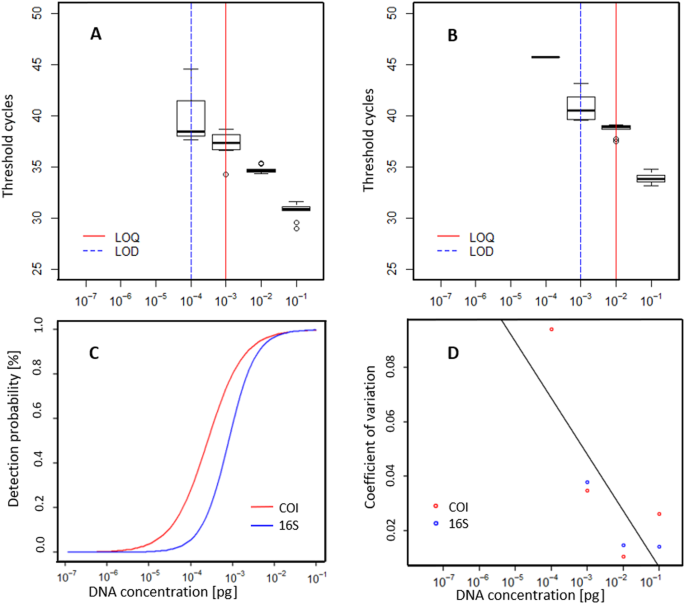 A
Threshold cycles
50
45
40
35
30
25
LOQ
LOD
10⁻⁷ 10⁻⁶ 10⁻⁵ 10⁻⁴ 10⁻³ 10⁻² 10⁻¹
B
Threshold cycles
50
45
40
35
30
25
LOQ
LOD
10⁻⁷ 10⁻⁶ 10⁻⁵ 10⁻⁴ 10⁻³ 10⁻² 10⁻¹
C
Detection probability [%]
1.0
0.8
0.6
0.4
0.2
0.0
COI
16S
10⁻⁷ 10⁻⁶ 10⁻⁵ 10⁻⁴ 10⁻³ 10⁻² 10⁻¹
DNA concentration [pg]
D
Coefficient of variation
0.08
0.06
0.04
0.02
COI
16S
10⁻⁷ 10⁻⁶ 10⁻⁵ 10⁻⁴ 10⁻³ 10⁻² 10⁻¹
DNA concentration [pg]